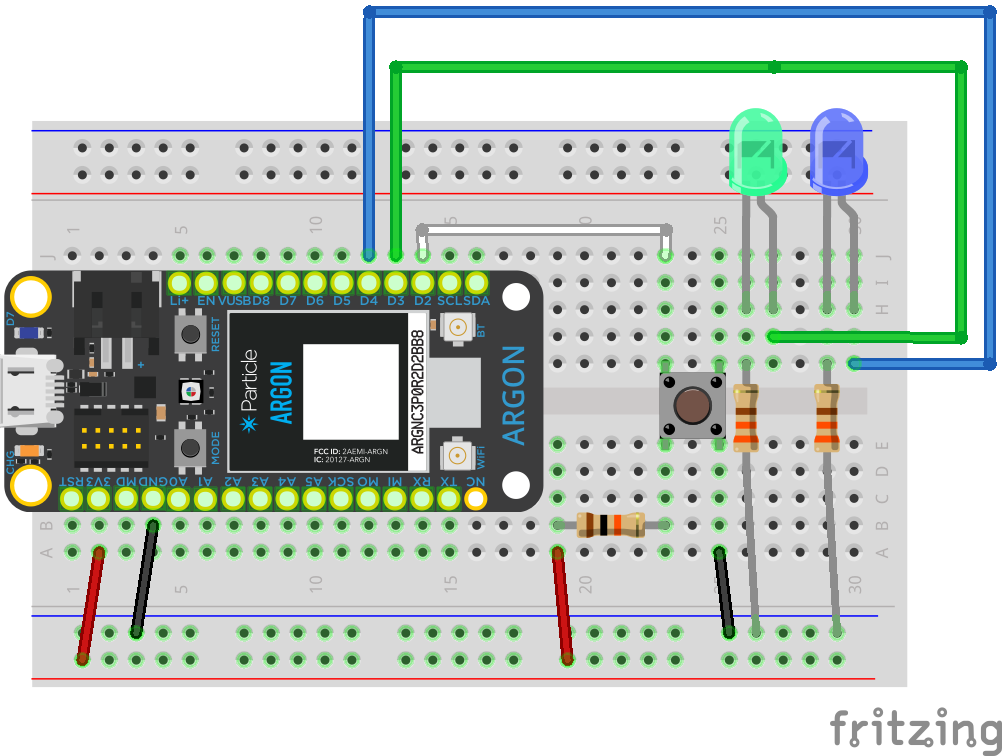 1 5 10 5 0 25 30
J J
Li+ EN VUSB D8 D7 D6 D5 D4 D3 D2 SCL SDA
I I
H H
D7
RESET
BT
+
Particle
ARGON
ARGNC3P0R2D2BB8
ARGON
FCC ID: 2AEMI-ARGN
IC: 20127-ARGN
MODE
WiFi
CHG
E E
D D
C C
RST 3V3 MD GND A0 A1 A2 A3 A4 A5 SCK MO MI RX TX NC
B B
A A
1 5 10 15 20 30
fritzing